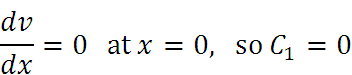 dv/dx = 0 at x = 0, so C₁ = 0